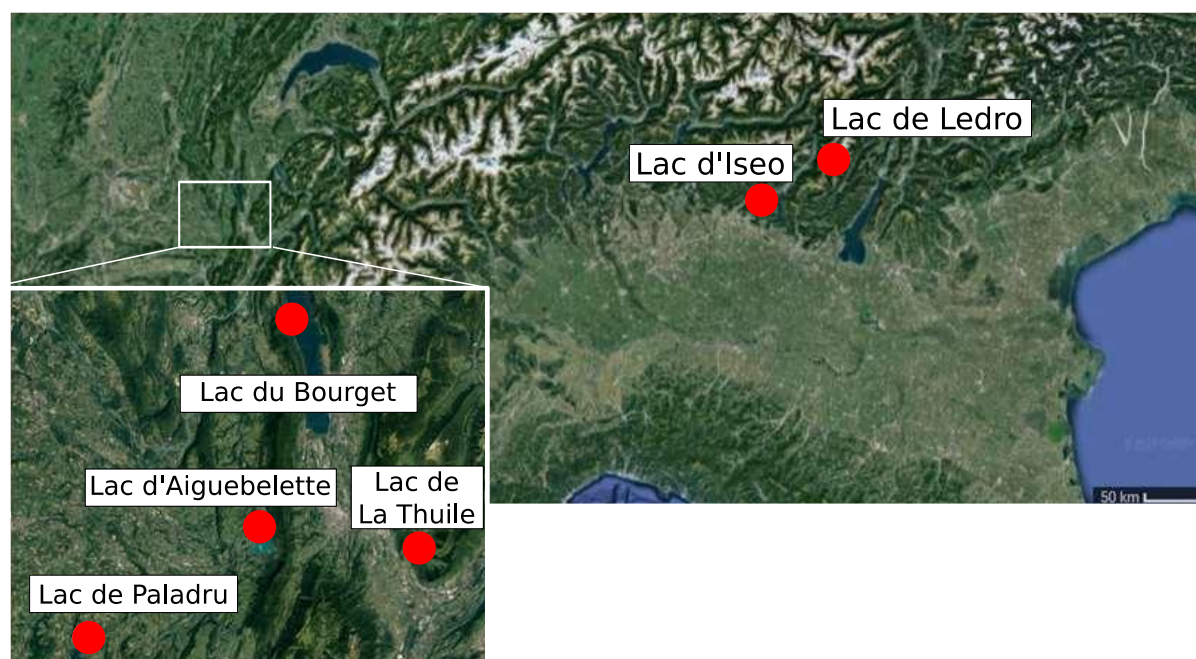 Lac de Ledro
Lac d'Iseo
Lac du Bourget
Lac d'Aiguebelette
Lac de
La Thuile
Lac de Paladru
50 km